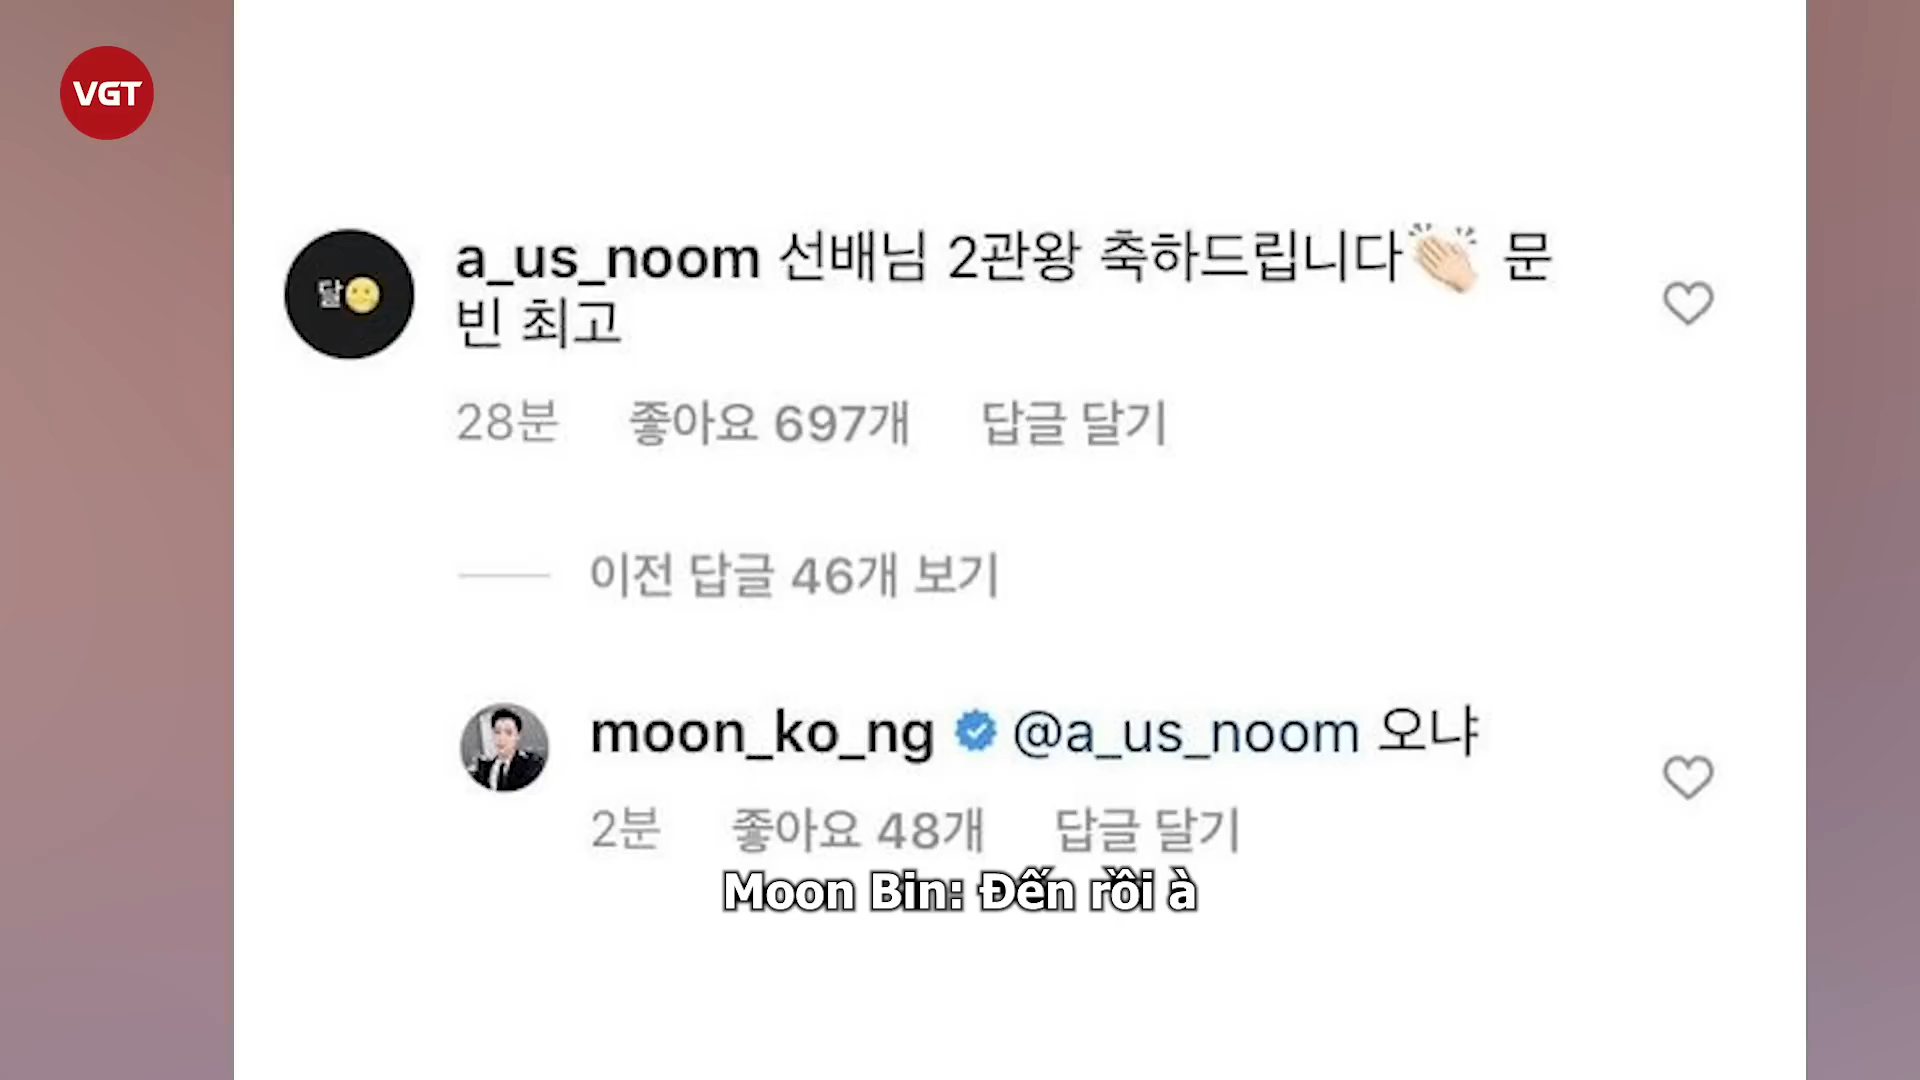 VGT
a_us_noom 선배님 2관왕 축하드립니다👏🏻 문
빈 최고
달🌝
28분 좋아요 697개 답글 달기
이전 답글 46개 보기
moon_ko_ng @a_us_noom 오냐
2분 좋아요 48개 답글 달기
Moon Bin: Đến rồi à